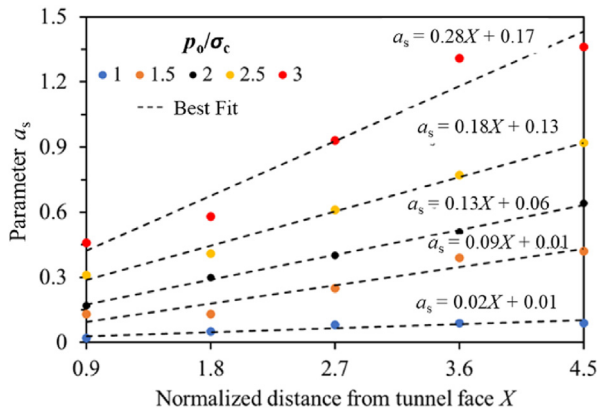 1.5
1.2
0.9
0.6
0.3
0
Parameter aₛ
pₒ/σ꜀
1 1.5 2 2.5 3
Best Fit
aₛ = 0.28X + 0.17
aₛ = 0.18X + 0.13
aₛ = 0.13X + 0.06
aₛ = 0.09X + 0.01
aₛ = 0.02X + 0.01
0.9 1.8 2.7 3.6 4.5
Normalized distance from tunnel face X